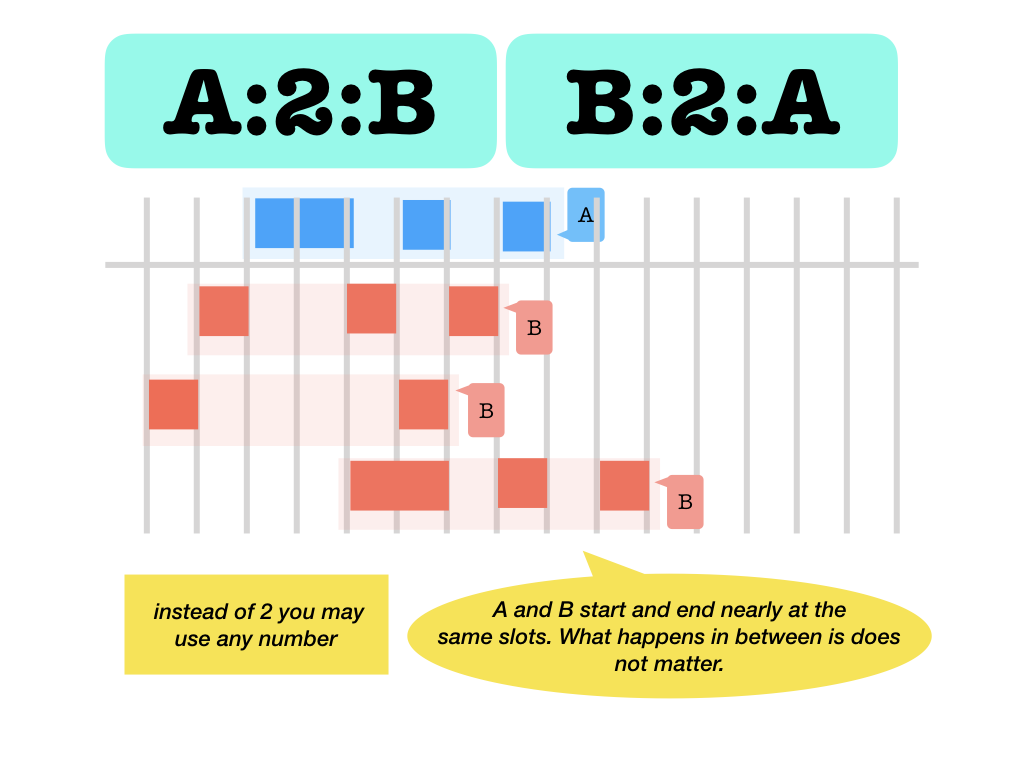 A:2:B
B:2:A
A
B
B
B
instead of 2 you may
use any number
A and B start and end nearly at the
same slots. What happens in between is does
not matter.